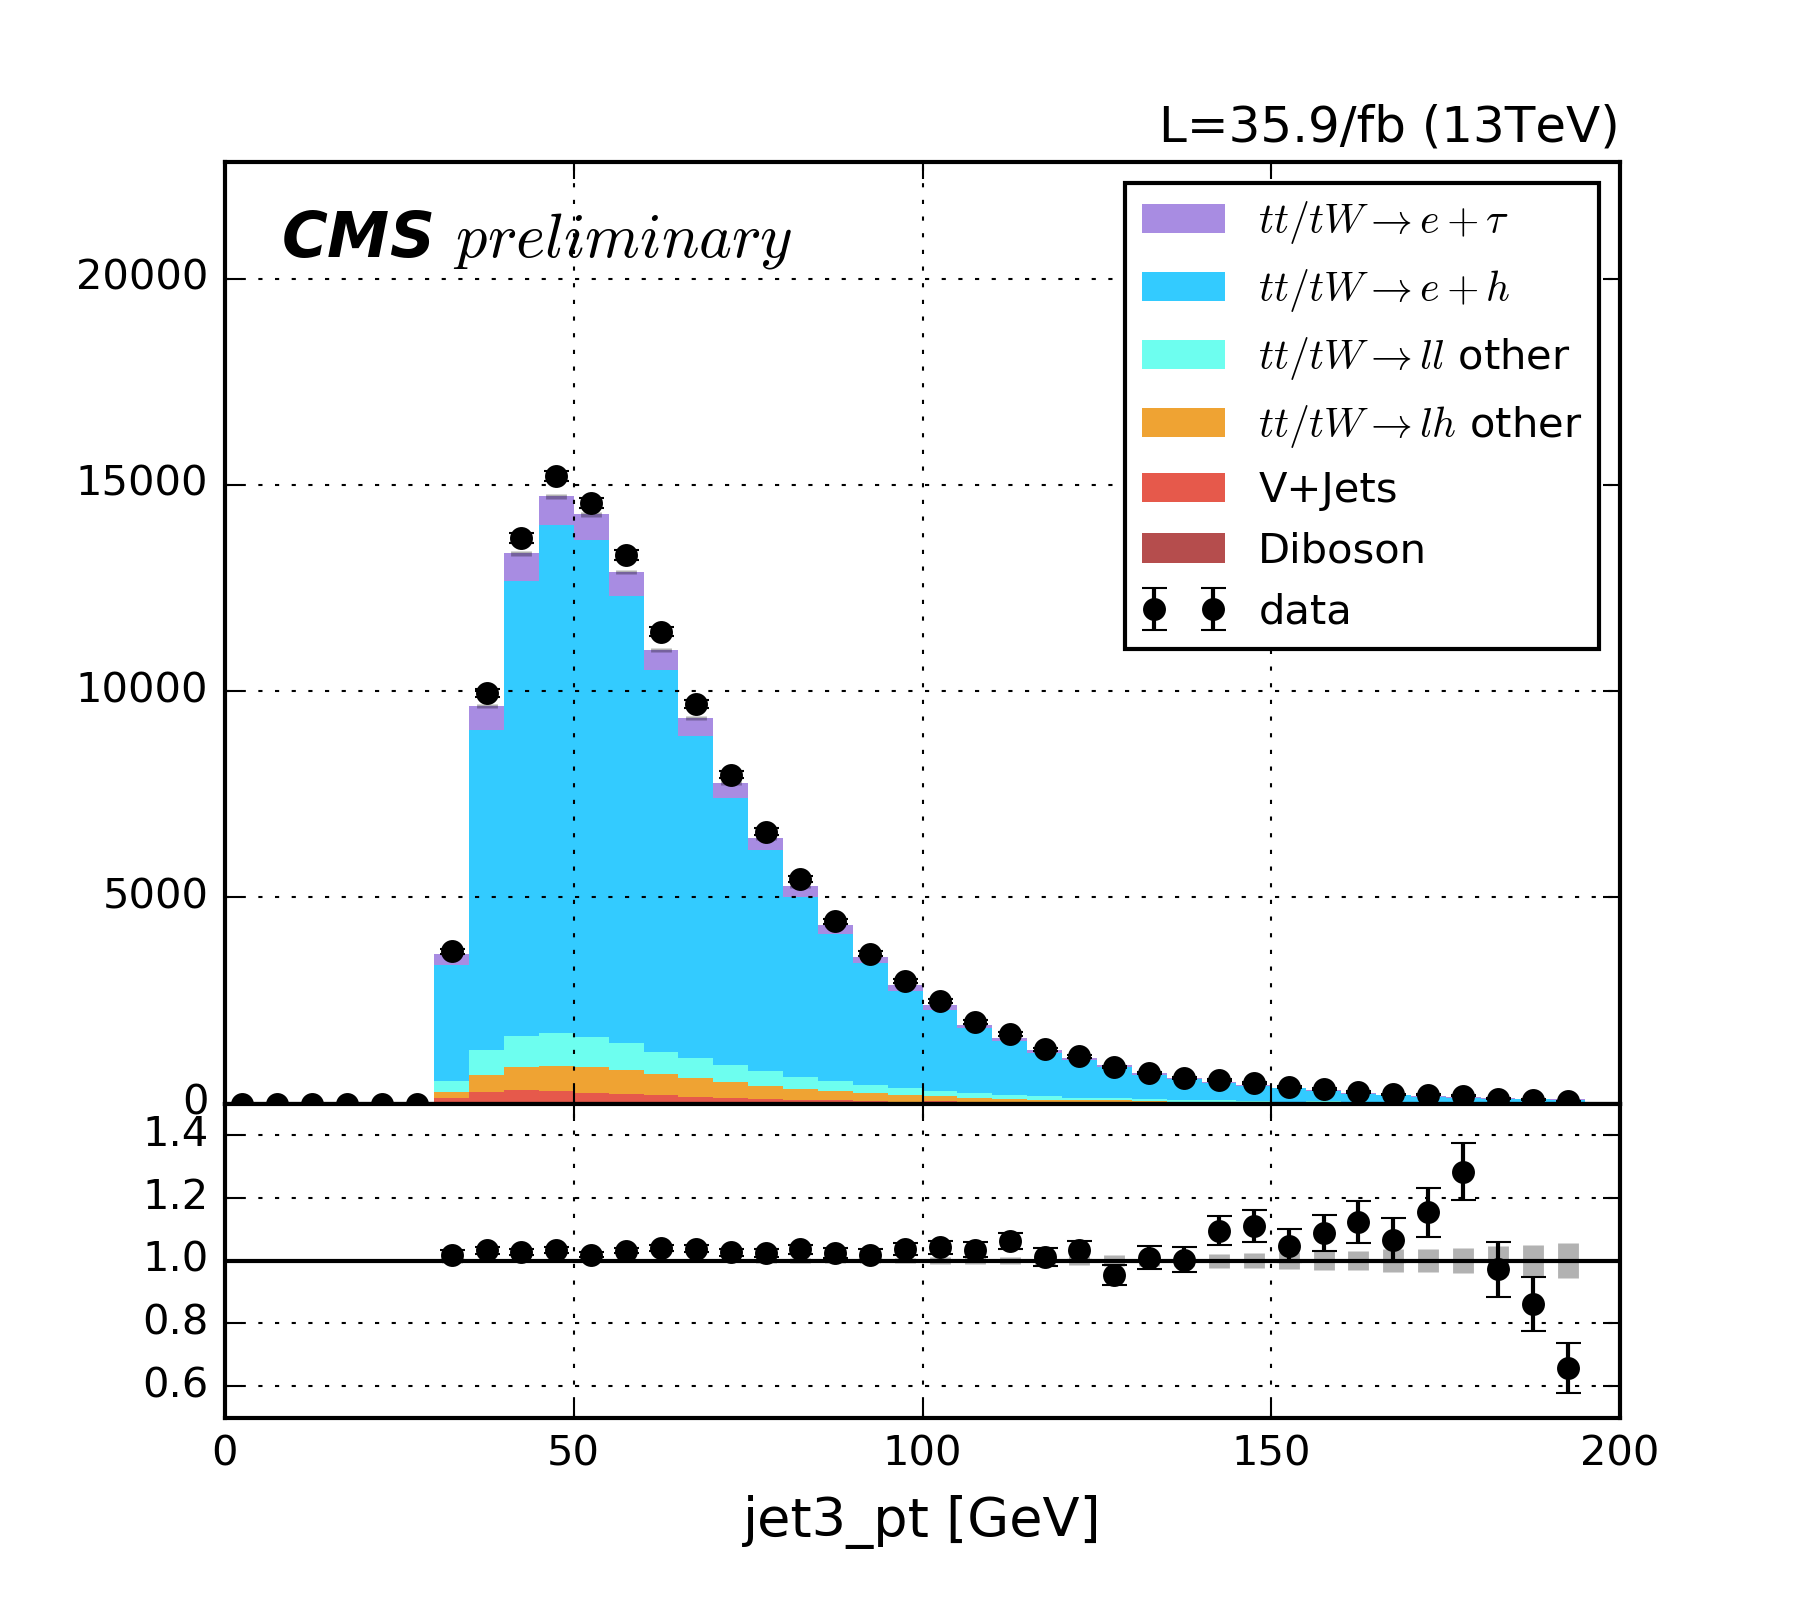 L=35.9/fb (13TeV)
CMS preliminary
tt/tW→e+τ
tt/tW→e+h
tt/tW→ll other
tt/tW→lh other
V+Jets
Diboson
data
20000
15000
10000
5000
0
1.4
1.2
1.0
0.8
0.6
0 50 100 150 200
jet3_pt [GeV]